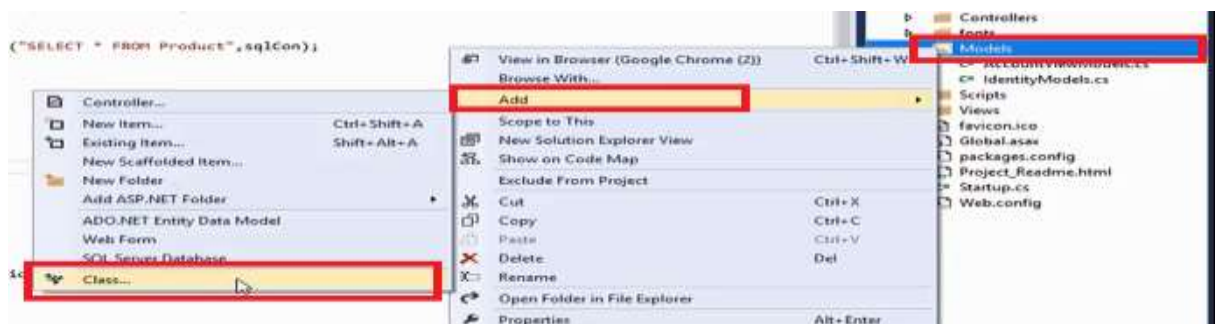 ("SELECT * FROM Product",sqlCon);
Controller...
New Item... Ctrl+Shift+A
Existing Item... Shift+Alt+A
New Scaffolded Item...
New Folder
Add ASP.NET Folder
ADO.NET Entity Data Model
Web Form
SQL Server Database
Class...
View in Browser (Google Chrome (2)) Ctrl+Shift+W
Browse With...
Add
Scope to This
New Solution Explorer View
Show on Code Map
Exclude From Project
Cut Ctrl+X
Copy Ctrl+C
Paste Ctrl+V
Delete Del
Rename
Open Folder in File Explorer
Properties Alt+Enter
Controllers
fonts
Models
AccountViewModels.cs
C# IdentityModels.cs
Scripts
Views
favicon.ico
Global.asax
packages.config
Project_Readme.html
Startup.cs
Web.config